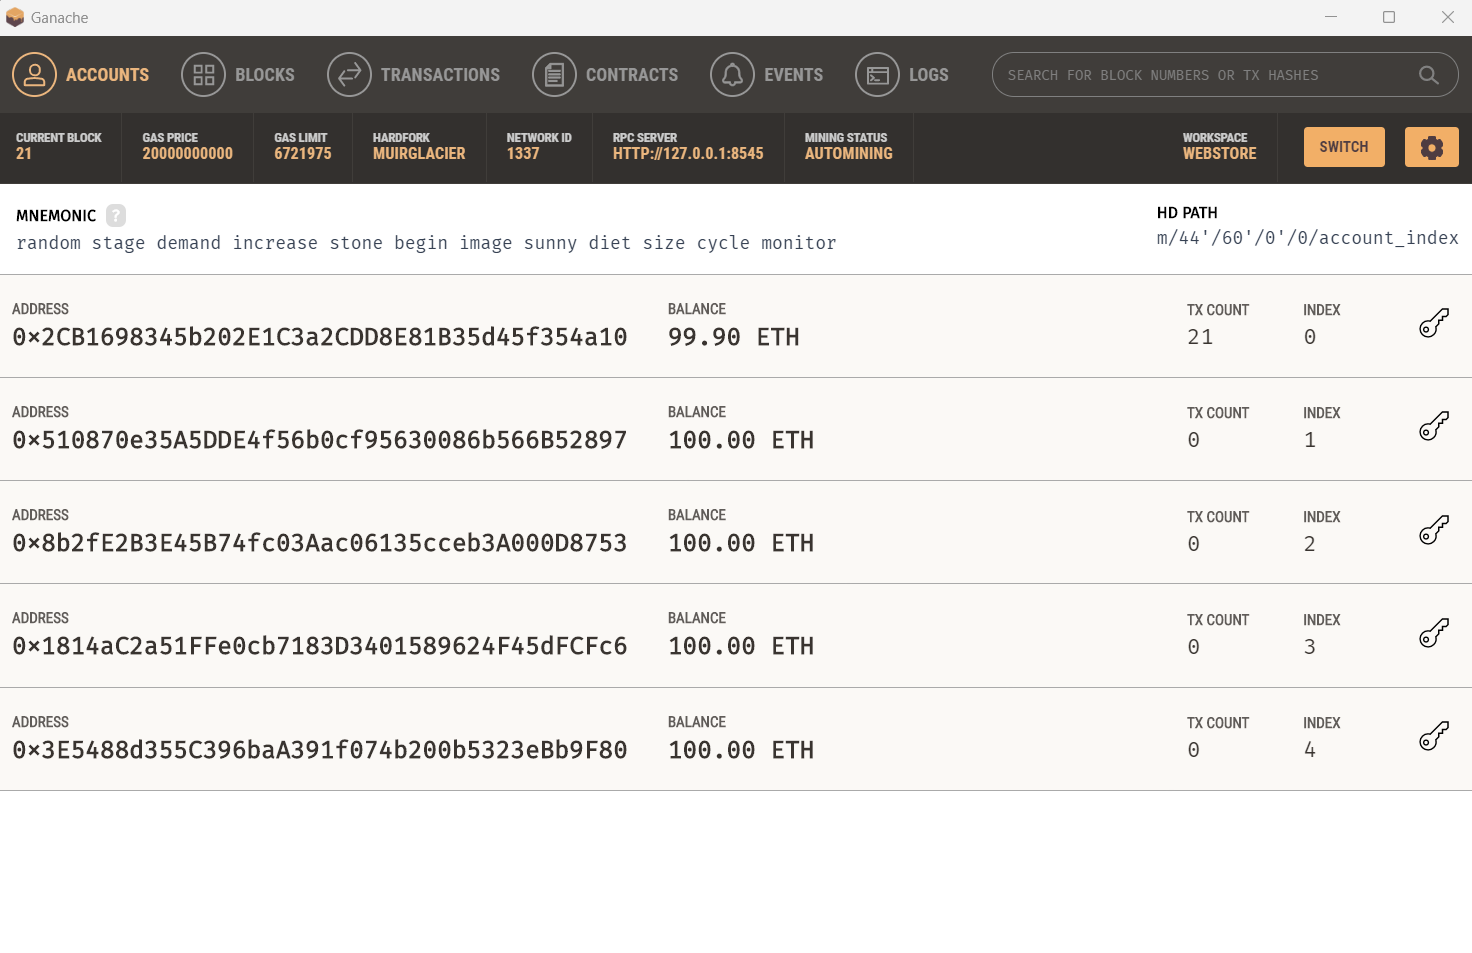 Ganache
ACCOUNTS BLOCKS TRANSACTIONS CONTRACTS EVENTS LOGS SEARCH FOR BLOCK NUMBERS OR TX HASHES
CURRENT BLOCK GAS PRICE GAS LIMIT HARDFORK NETWORK ID RPC SERVER MINING STATUS WORKSPACE
21 20000000000 6721975 MUIRGLACIER 1337 HTTP://127.0.0.1:8545 AUTOMINING WEBSTORE SWITCH
MNEMONIC ? HD PATH
random stage demand increase stone begin image sunny diet size cycle monitor m/44'/60'/0'/0/account_index
ADDRESS BALANCE TX COUNT INDEX
0×2CB1698345b202E1C3a2CDD8E81B35d45f354a10 99.90 ETH 21 0
ADDRESS BALANCE TX COUNT INDEX
0×510870e35A5DDE4f56b0cf95630086b566B52897 100.00 ETH 0 1
ADDRESS BALANCE TX COUNT INDEX
0×8b2fE2B3E45B74fc03Aac06135cceb3A000D8753 100.00 ETH 0 2
ADDRESS BALANCE TX COUNT INDEX
0×1814aC2a51FFe0cb7183D3401589624F45dFCFc6 100.00 ETH 0 3
ADDRESS BALANCE TX COUNT INDEX
0×3E5488d355C396baA391f074b200b5323eBb9F80 100.00 ETH 0 4